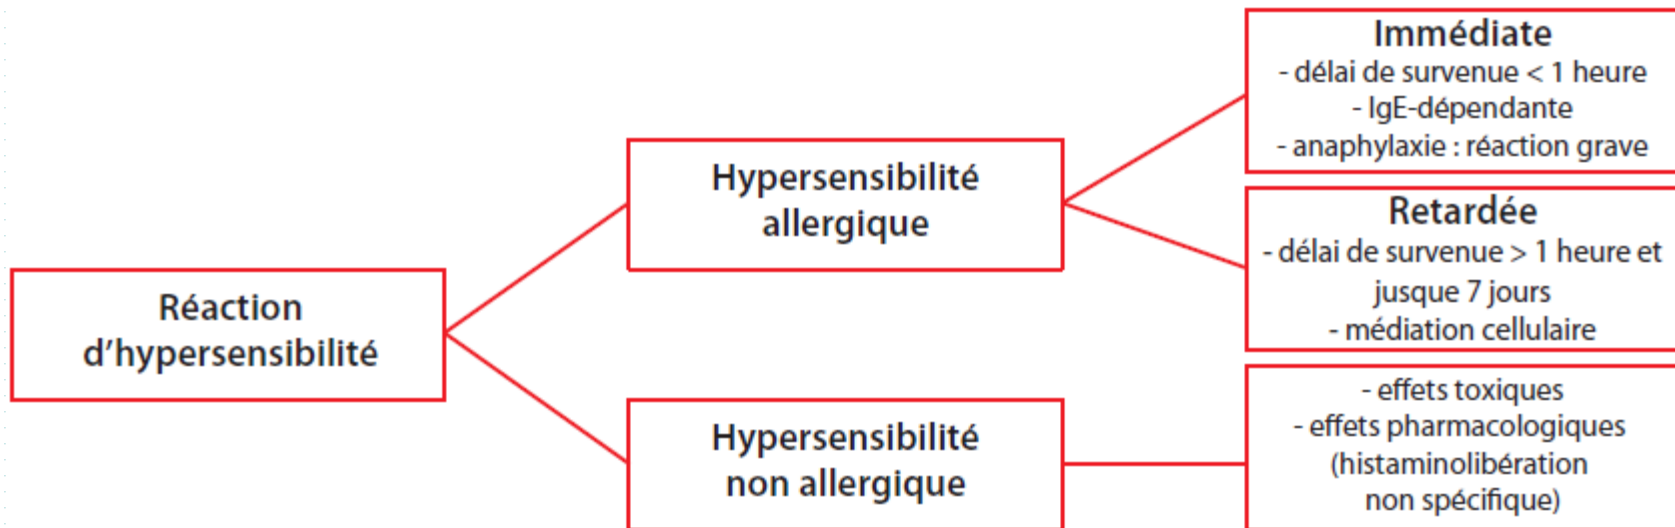 Réaction
d’hypersensibilité
Hypersensibilité
allergique
Hypersensibilité
non allergique
Immédiate
- délai de survenue < 1 heure
- IgE-dépendante
- anaphylaxie : réaction grave
Retardée
- délai de survenue > 1 heure et
jusque 7 jours
- médiation cellulaire
- effets toxiques
- effets pharmacologiques
(histaminolibération
non spécifique)